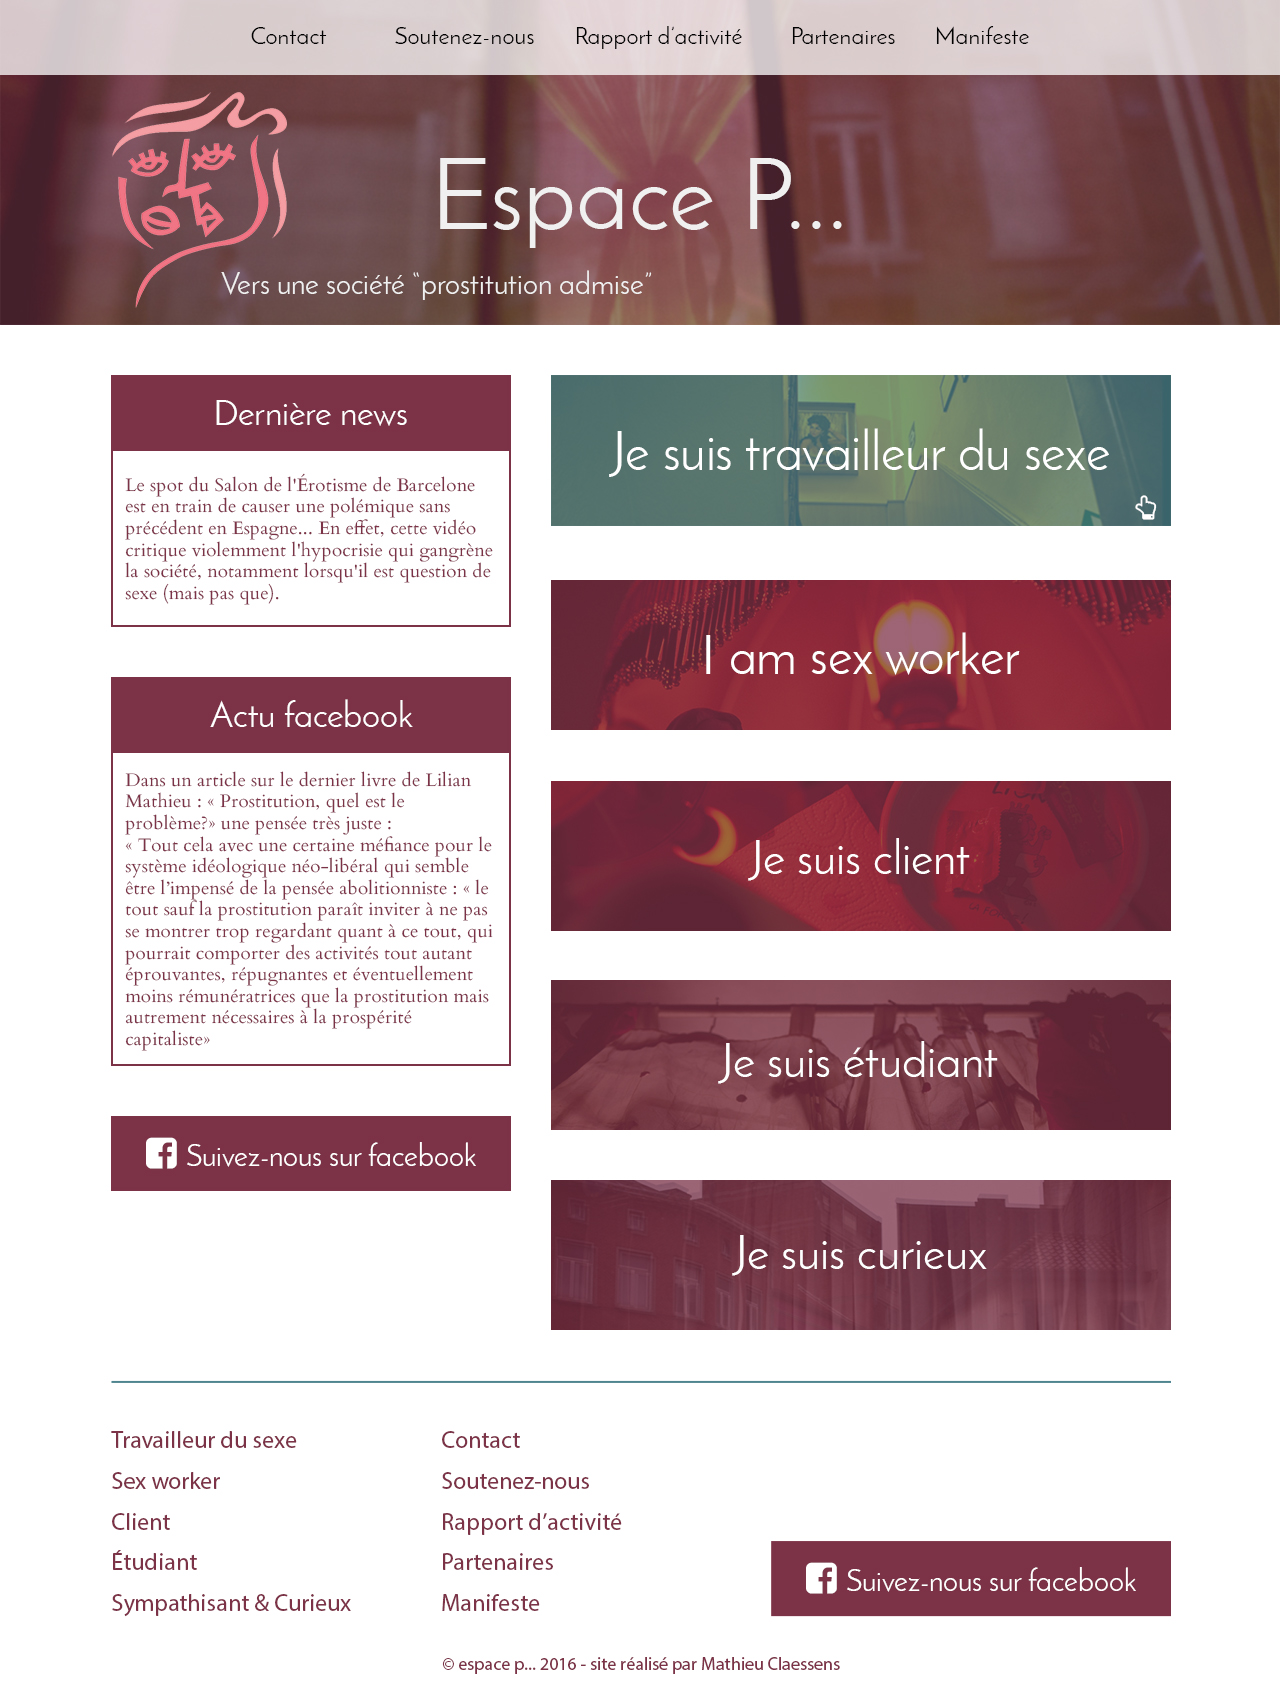 Contact Soutenez-nous Rapport d’activité Partenaires Manifeste
Espace P...
Vers une société “prostitution admise”
Dernière news
Le spot du Salon de l'Érotisme de Barcelone
est en train de causer une polémique sans
précédent en Espagne... En effet, cette vidéo
critique violemment l'hypocrisie qui gangrène
la société, notamment lorsqu'il est question de
sexe (mais pas que).
Actu facebook
Dans un article sur le dernier livre de Lilian
Mathieu : « Prostitution, quel est le
problème?» une pensée très juste :
« Tout cela avec une certaine méfiance pour le
système idéologique néo-libéral qui semble
être l’impensé de la pensée abolitionniste : « le
tout sauf la prostitution paraît inviter à ne pas
se montrer trop regardant quant à ce tout, qui
pourrait comporter des activités tout autant
éprouvantes, répugnantes et éventuellement
moins rémunératrices que la prostitution mais
autrement nécessaires à la prospérité
capitaliste»
Suivez-nous sur facebook
Je suis travailleur du sexe
I am sex worker
Je suis client
Je suis étudiant
Je suis curieux
Travailleur du sexe
Sex worker
Client
Étudiant
Sympathisant & Curieux
Contact
Soutenez-nous
Rapport d’activité
Partenaires
Manifeste
Suivez-nous sur facebook
© espace p... 2016 - site réalisé par Mathieu Claessens